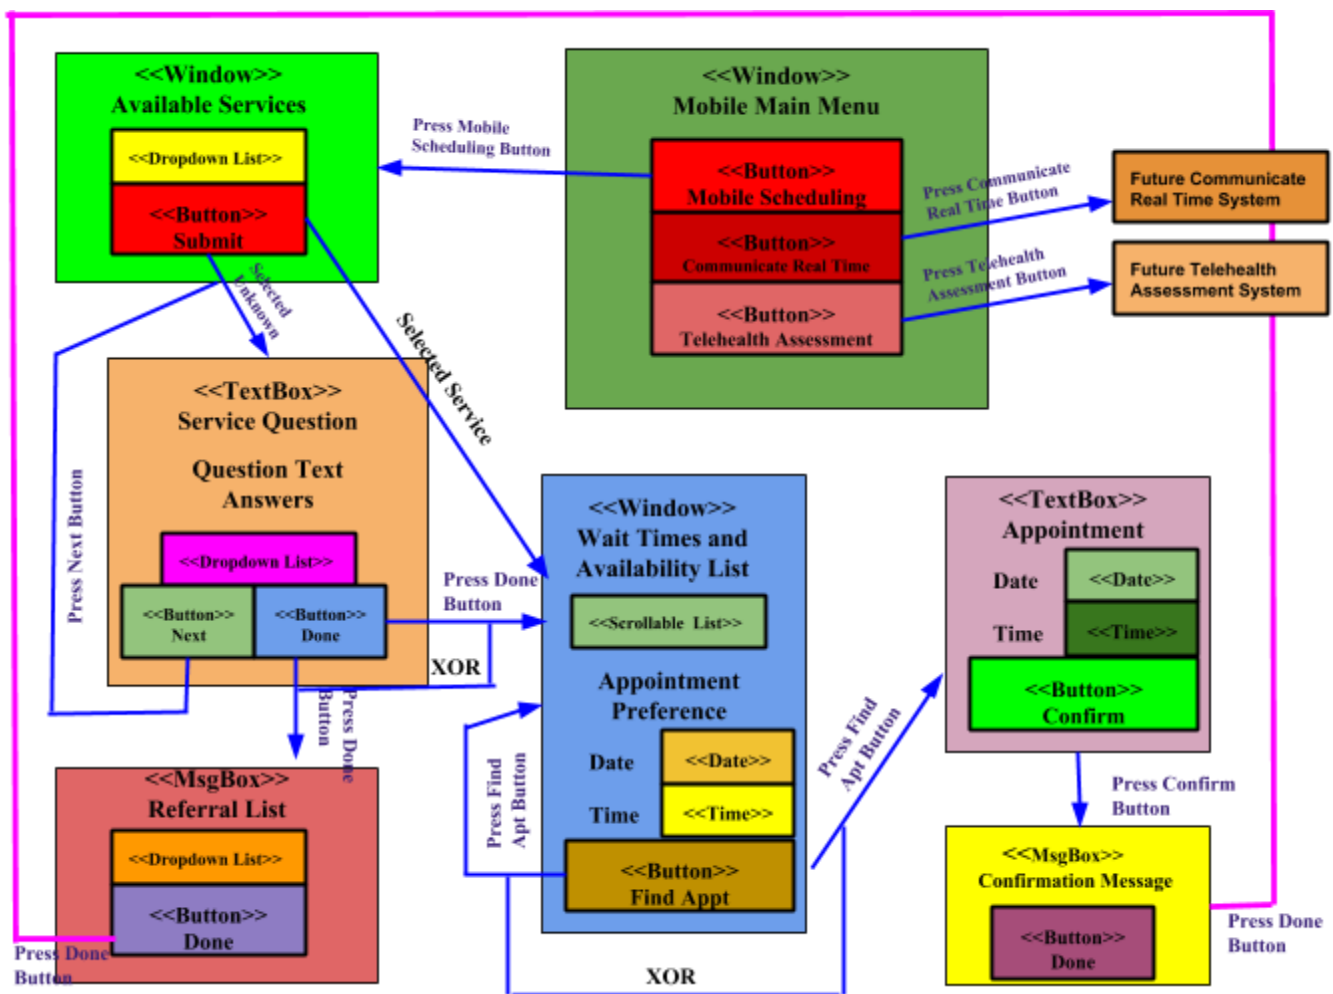 <<Window>>
Available Services
<<Dropdown List>>
<<Button>>
Submit
Press Mobile
Scheduling Button
<<Window>>
Mobile Main Menu
<<Button>>
Mobile Scheduling
<<Button>>
Communicate Real Time
<<Button>>
Telehealth Assessment
Press Communicate
Real Time Button
Future Communicate
Real Time System
Press Telehealth
Assessment Button
Future Telehealth
Assessment System
Selected
Unknown
Selected Service
<<TextBox>>
Service Question
Question Text
Answers
<<Dropdown List>>
<<Button>>
Next
<<Button>>
Done
Press Next Button
Press Done
Button
XOR
Press Done
Button
<<MsgBox>>
Referral List
<<Dropdown List>>
<<Button>>
Done
Press Done
Button
<<Window>>
Wait Times and
Availability List
<<Scrollable List>>
Appointment
Preference
Date
<<Date>>
Time
<<Time>>
<<Button>>
Find Appt
Press Find
Apt Button
Press Find
Apt Button
XOR
<<TextBox>>
Appointment
Date
<<Date>>
Time
<<Time>>
<<Button>>
Confirm
Press Confirm
Button
<<MsgBox>>
Confirmation Message
<<Button>>
Done
Press Done
Button